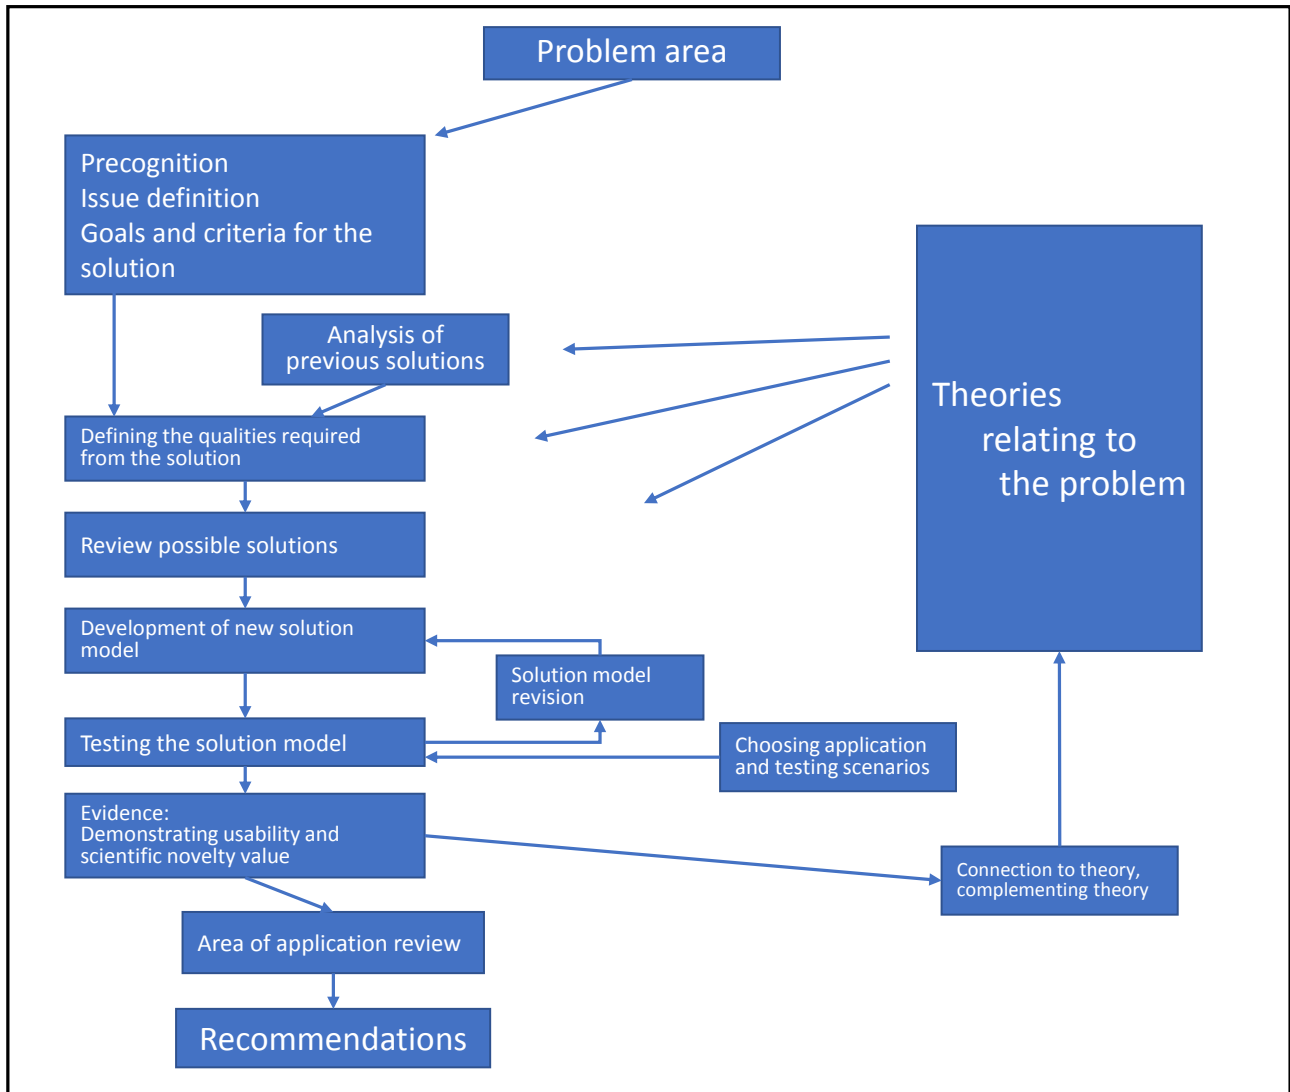 Problem area
Precognition
Issue definition
Goals and criteria for the
solution
Analysis of
previous solutions
Theories
relating to
the problem
Defining the qualities required
from the solution
Review possible solutions
Development of new solution
model
Solution model
revision
Testing the solution model
Choosing application
and testing scenarios
Evidence:
Demonstrating usability and
scientific novelty value
Connection to theory,
complementing theory
Area of application review
Recommendations